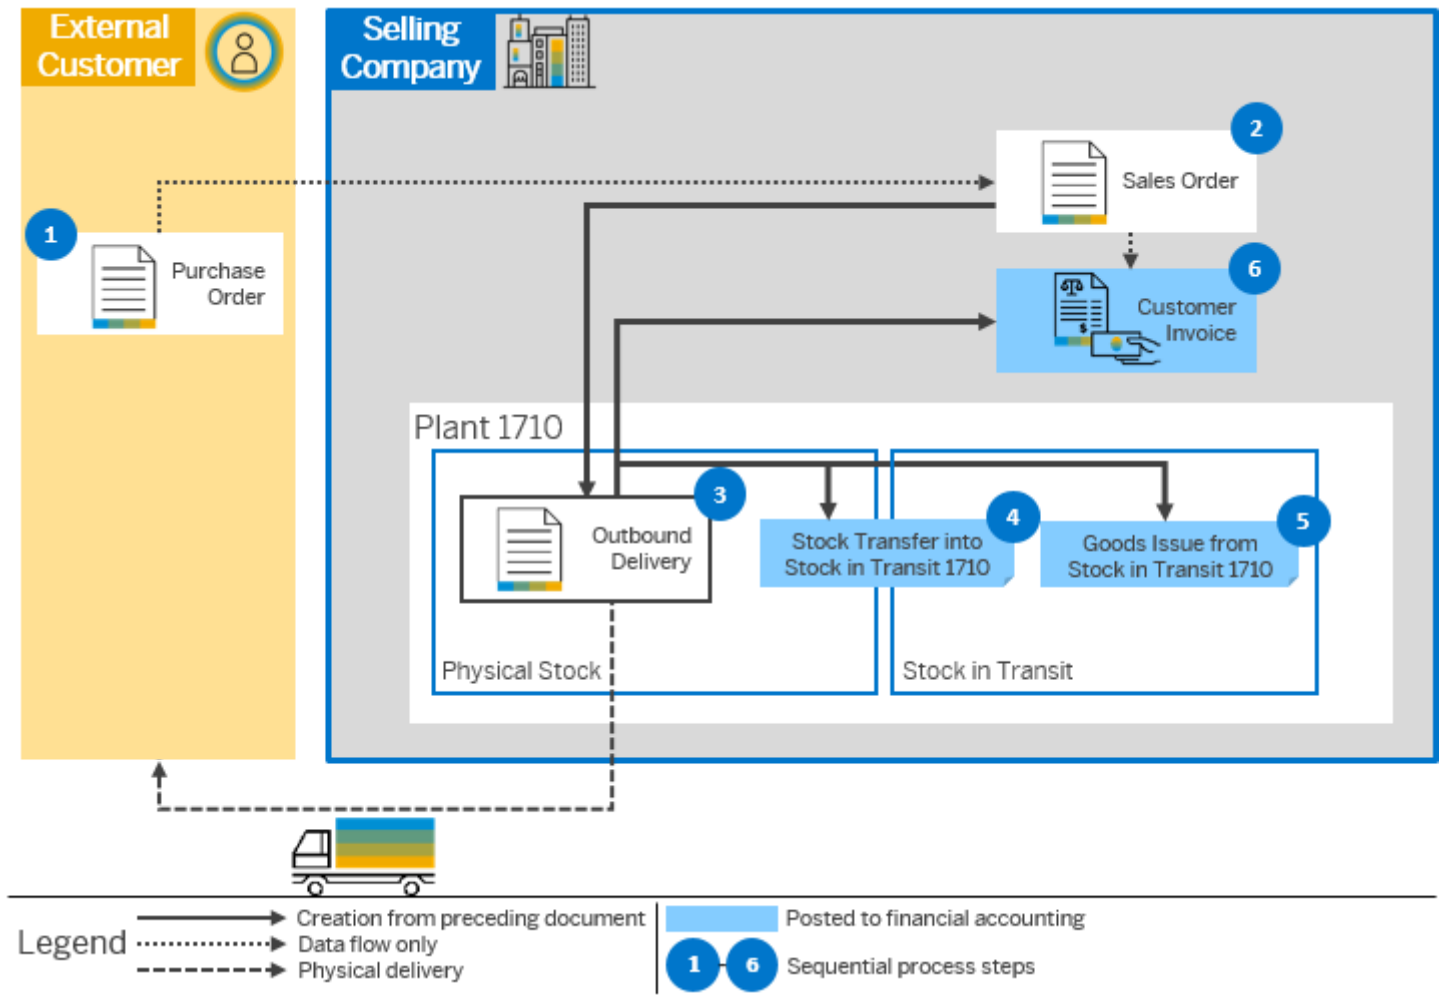 External
Customer
Selling
Company
2
Sales Order
1
Purchase
Order
6
Customer
Invoice
$
Plant 1710
3
Outbound
Delivery
4
Stock Transfer into
Stock in Transit 1710
5
Goods Issue from
Stock in Transit 1710
Physical Stock
Stock in Transit
Legend
Creation from preceding document
Data flow only
Physical delivery
Posted to financial accounting
1 - 6 Sequential process steps